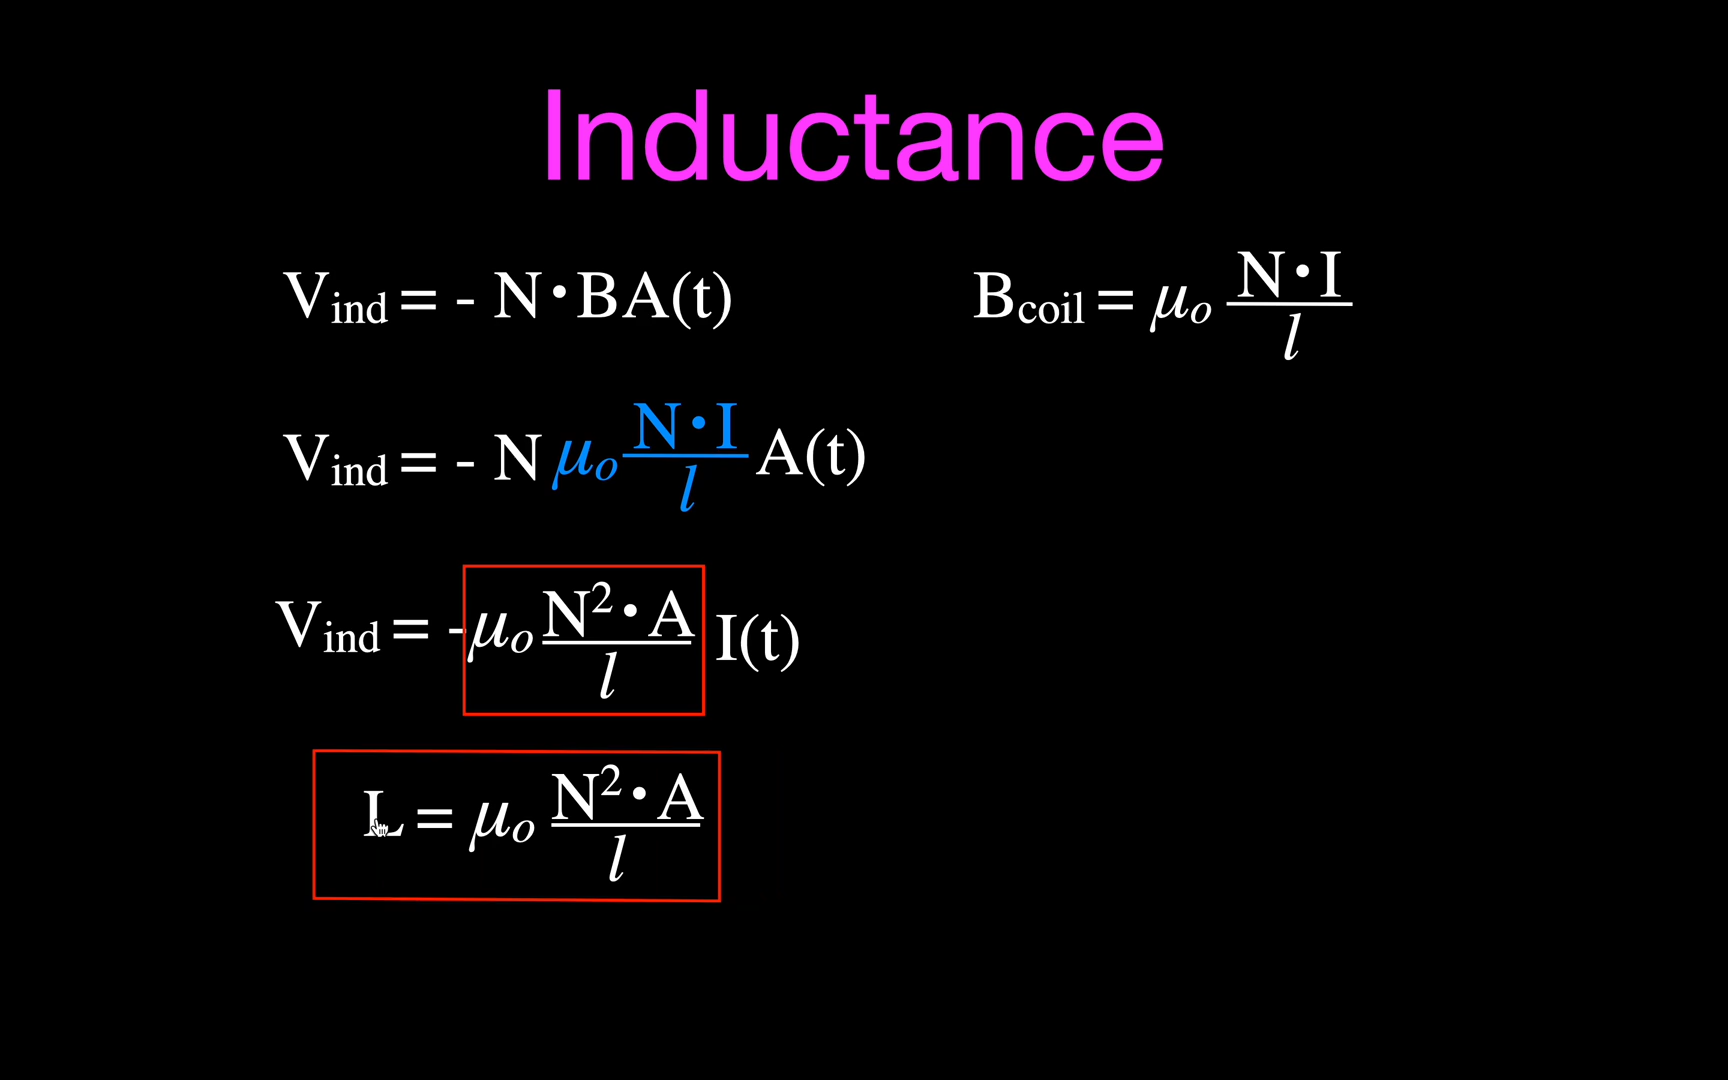 Inductance
V_ind = - N·BA(t)
B_coil = μ_o N·I / l
V_ind = - N μ_o N·I / l A(t)
V_ind = -μ_o N²·A / l I(t)
L = μ_o N²·A / l